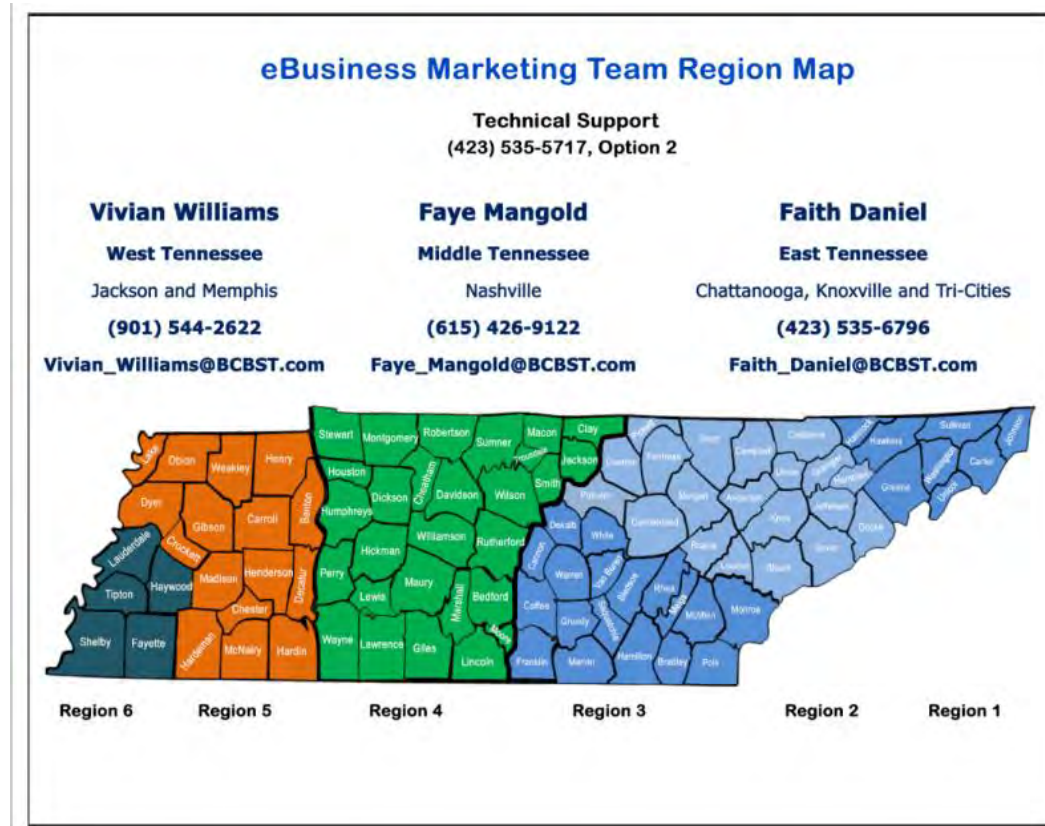 eBusiness Marketing Team Region Map
Technical Support
(423) 535-5717, Option 2
Vivian Williams
West Tennessee
Jackson and Memphis
(901) 544-2622
Vivian_Williams@BCBST.com
Faye Mangold
Middle Tennessee
Nashville
(615) 426-9122
Faye_Mangold@BCBST.com
Faith Daniel
East Tennessee
Chattanooga, Knoxville and Tri-Cities
(423) 535-6796
Faith_Daniel@BCBST.com
Lake
Obion
Weakley
Henry
Dyer
Gibson
Carroll
Benton
Crockett
Madison
Henderson
Decatur
Chester
Hardeman
McNairy
Hardin
Lauderdale
Tipton
Haywood
Shelby
Fayette
Stewart
Montgomery
Robertson
Sumner
Macon
Clay
Trousdale
Jackson
Houston
Dickson
Cheatham
Davidson
Wilson
Smith
Humphreys
Hickman
Williamson
Rutherford
Perry
Lewis
Maury
Marshall
Bedford
Moore
Wayne
Lawrence
Giles
Lincoln
Pickett
Scott
Campbell
Claiborne
Hancock
Hawkins
Sullivan
Johnson
Overton
Fentress
Union
Grainger
Hamblen
Greene
Washington
Carter
Unicoi
Putnam
Morgan
Anderson
Knox
Jefferson
Cocke
Cumberland
Roane
Loudon
Blount
Sevier
Dekalb
White
Cannon
Warren
Van Buren
Bledsoe
Rhea
Meigs
McMinn
Monroe
Coffee
Grundy
Sequatchie
Franklin
Marion
Hamilton
Bradley
Polk
Region 6
Region 5
Region 4
Region 3
Region 2
Region 1